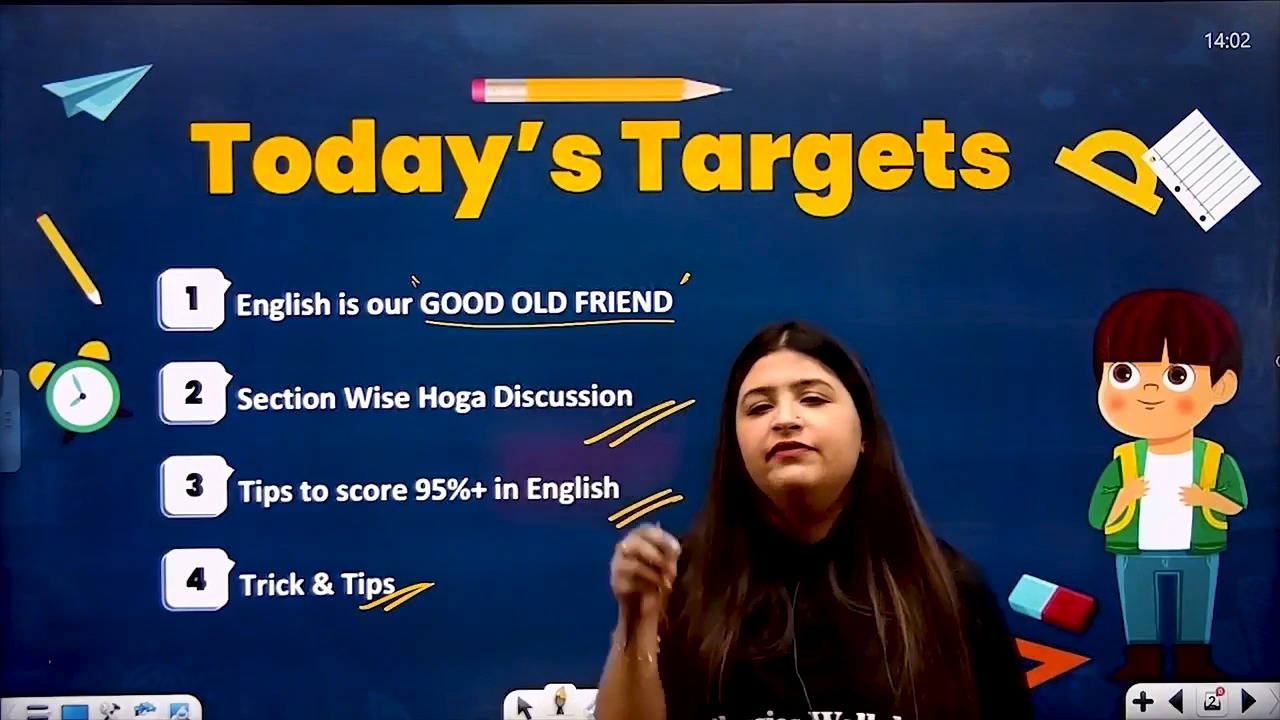 14:02
Today's Targets
1 English is our "GOOD OLD FRIEND'
2 Section Wise Hoga Discussion
3 Tips to score 95%+ in English
4 Trick & Tips
2